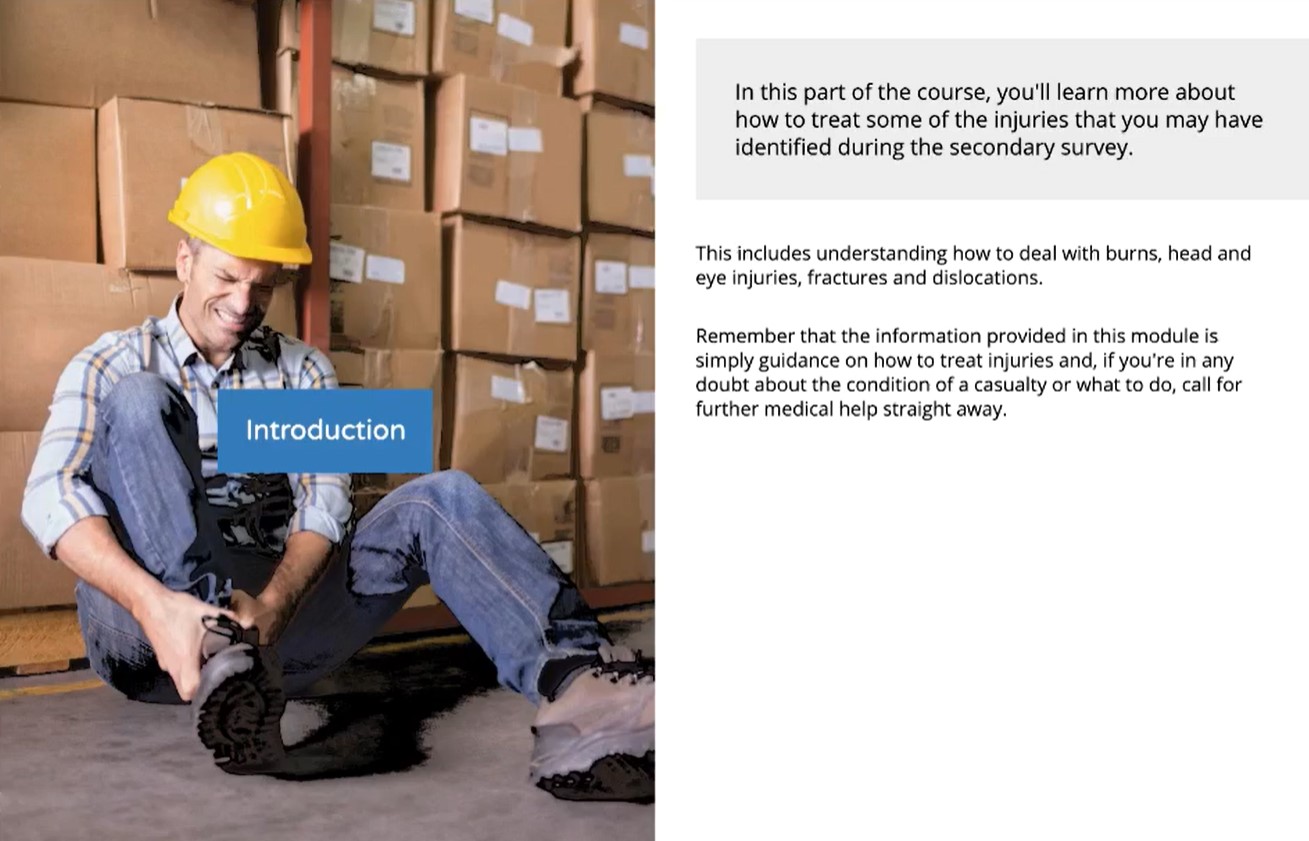 Introduction
In this part of the course, you'll learn more about
how to treat some of the injuries that you may have
identified during the secondary survey.
This includes understanding how to deal with burns, head and
eye injuries, fractures and dislocations.
Remember that the information provided in this module is
simply guidance on how to treat injuries and, if you're in any
doubt about the condition of a casualty or what to do, call for
further medical help straight away.